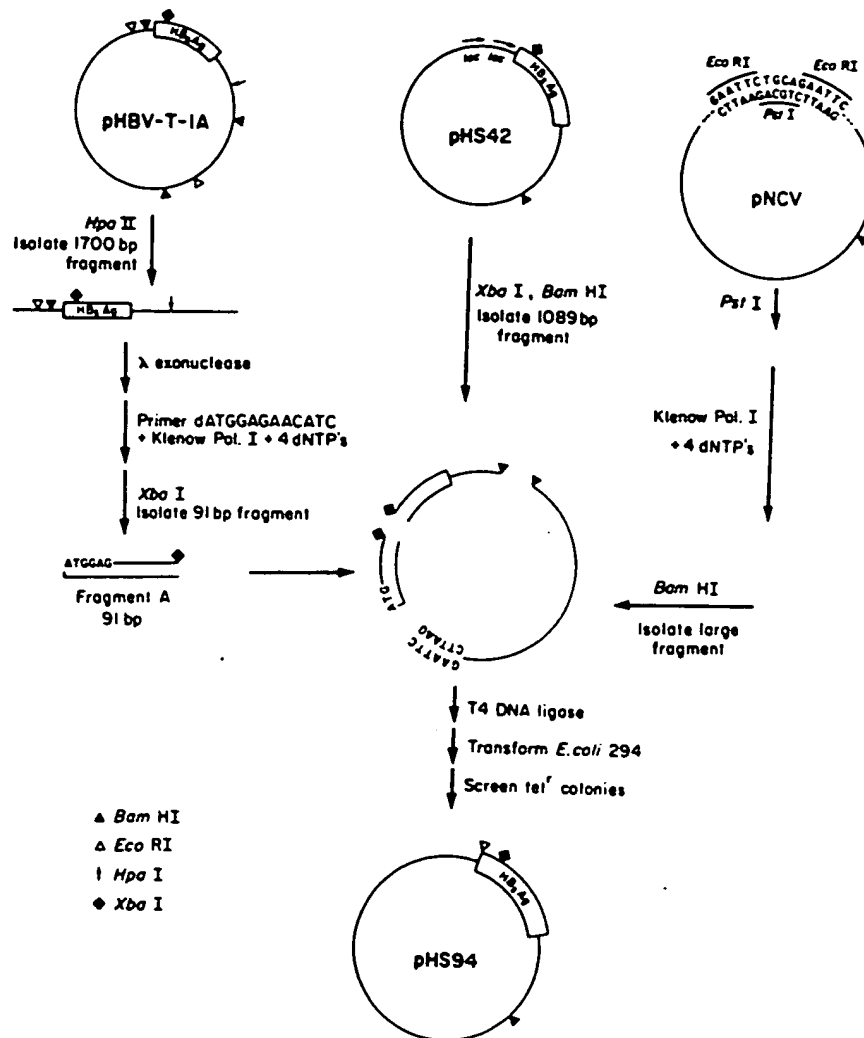 HBsAg
pHBV-T-1A
Hpa II
Isolate 1700 bp
fragment
HBsAg
λ exonuclease
Primer dATGGAGAACATC
+ Klenow Pol. I + 4 dNTP's
Xba I
Isolate 91 bp fragment
ATGGAG
Fragment A
91 bp
lac lac
HBsAg
pHS42
Xba I, Bam HI
Isolate 1089 bp
fragment
Eco RI
Eco RI
GAATTCTGCAGAATTC
CTTAAGACGTCTTAAG
Pst I
pNCV
Pst I
Klenow Pol. I
+ 4 dNTP's
Bam HI
Isolate large
fragment
ATG
GAATTC
CTTAAG
T4 DNA ligase
Transform E.coli 294
Screen tetʳ colonies
▲ Bam HI
△ Eco RI
Hpa I
◆ Xba I
HBsAg
pHS94